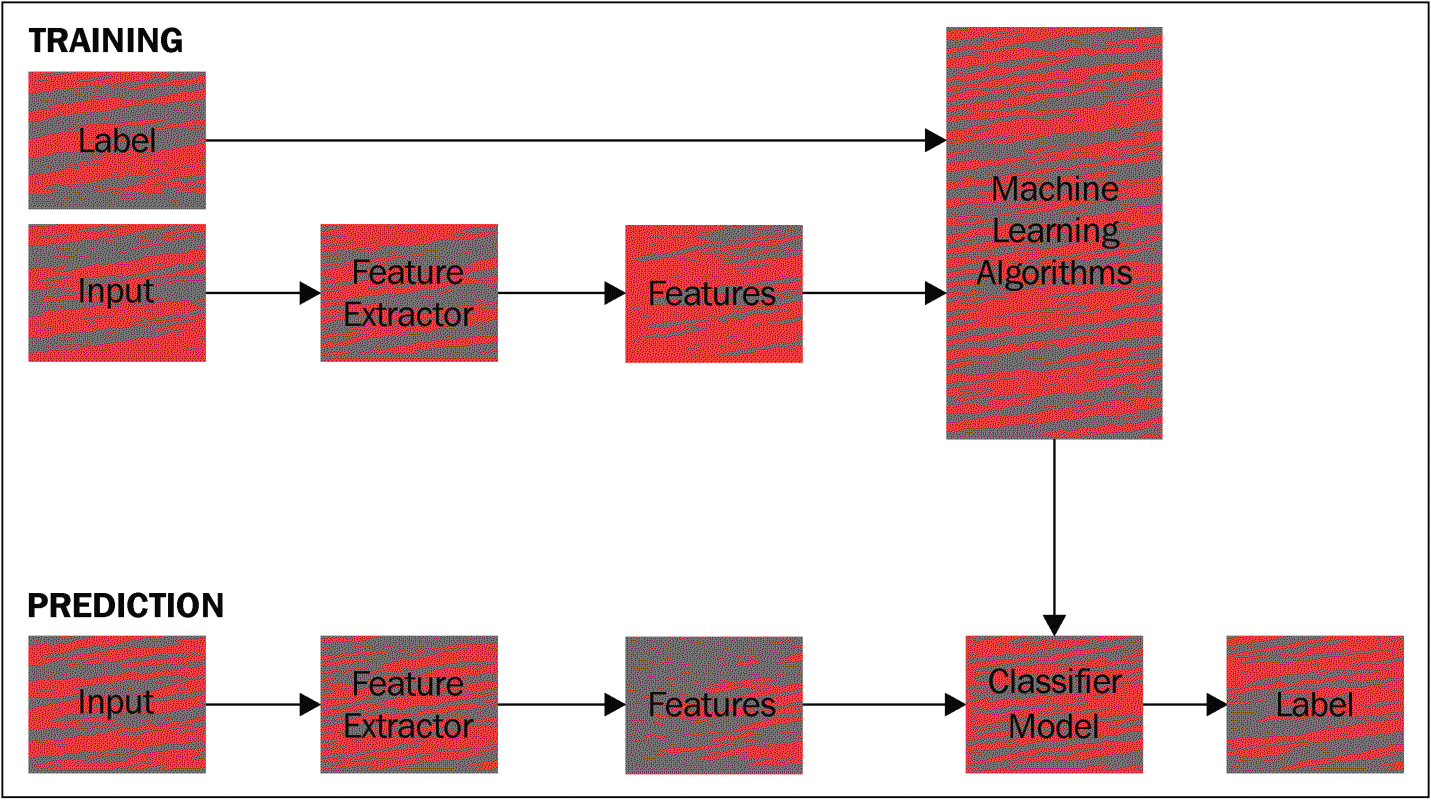 TRAINING
Label
Input
Feature
Extractor
Features
Machine
Learning
Algorithms
PREDICTION
Input
Feature
Extractor
Features
Classifier
Model
Label